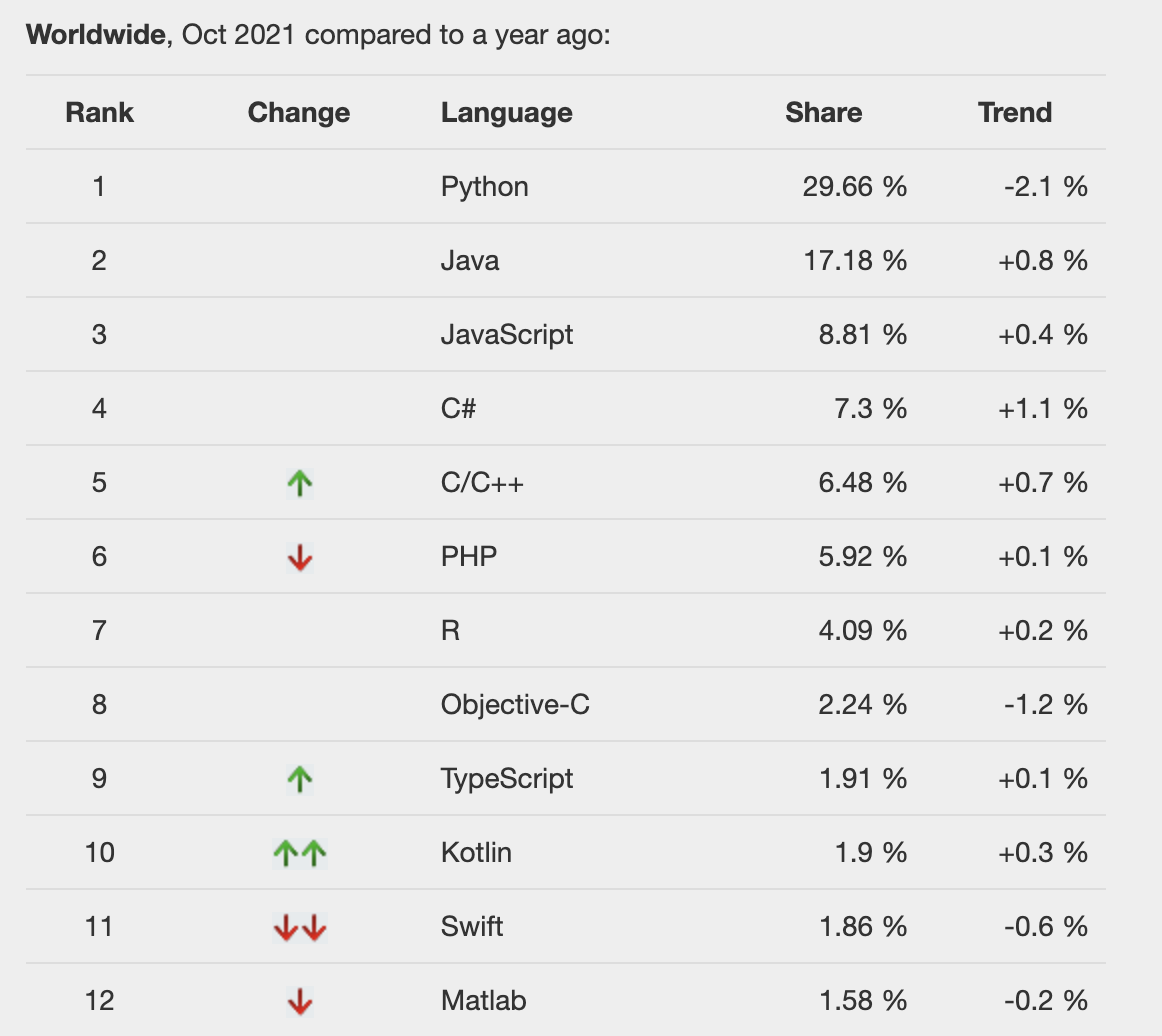 Worldwide, Oct 2021 compared to a year ago:
Rank Change Language Share Trend
1 Python 29.66 % -2.1 %
2 Java 17.18 % +0.8 %
3 JavaScript 8.81 % +0.4 %
4 C# 7.3 % +1.1 %
5 C/C++ 6.48 % +0.7 %
6 PHP 5.92 % +0.1 %
7 R 4.09 % +0.2 %
8 Objective-C 2.24 % -1.2 %
9 TypeScript 1.91 % +0.1 %
10 Kotlin 1.9 % +0.3 %
11 Swift 1.86 % -0.6 %
12 Matlab 1.58 % -0.2 %